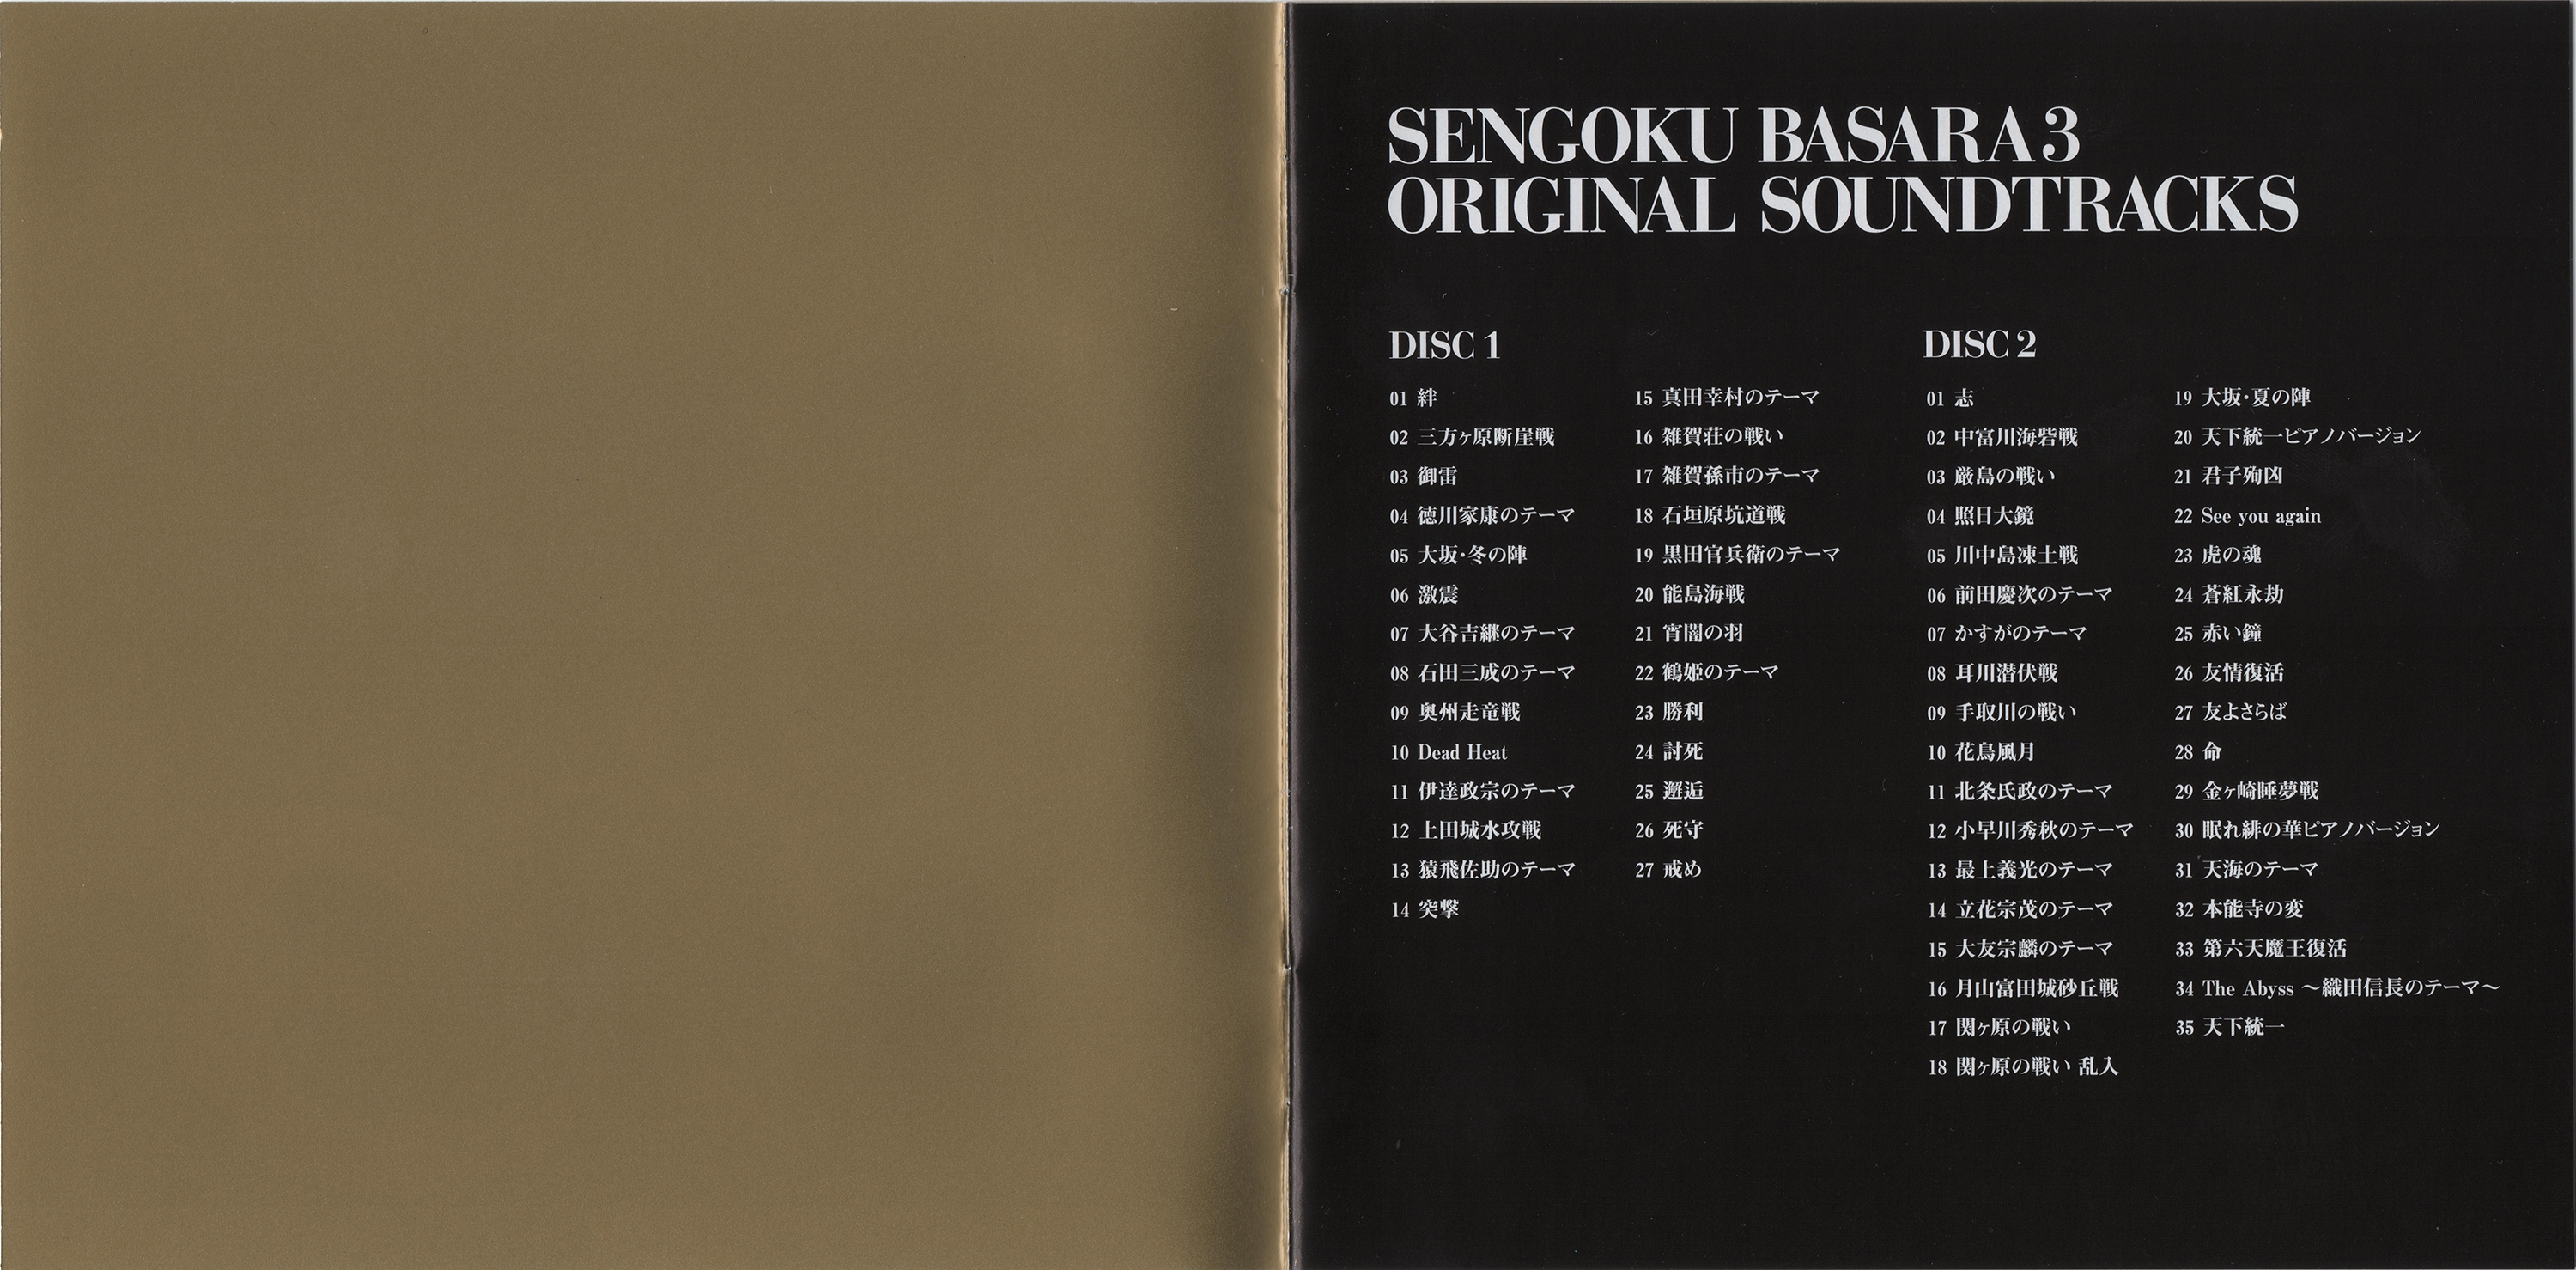 SENGOKU BASARA3
ORIGINAL SOUNDTRACKS
DISC 1
01 絆
02 三方ヶ原断崖戦
03 御雷
04 徳川家康のテーマ
05 大坂・冬の陣
06 激震
07 大谷吉継のテーマ
08 石田三成のテーマ
09 奥州走竜戦
10 Dead Heat
11 伊達政宗のテーマ
12 上田城水攻戦
13 猿飛佐助のテーマ
14 突撃
15 真田幸村のテーマ
16 雑賀荘の戦い
17 雑賀孫市のテーマ
18 石垣原坑道戦
19 黒田官兵衛のテーマ
20 能島海戦
21 宵闇の羽
22 鶴姫のテーマ
23 勝利
24 討死
25 邂逅
26 死守
27 戒め
DISC 2
01 志
02 中富川海砦戦
03 厳島の戦い
04 照日大鏡
05 川中島凍土戦
06 前田慶次のテーマ
07 かすがのテーマ
08 耳川潜伏戦
09 手取川の戦い
10 花鳥風月
11 北条氏政のテーマ
12 小早川秀秋のテーマ
13 最上義光のテーマ
14 立花宗茂のテーマ
15 大友宗麟のテーマ
16 月山富田城砂丘戦
17 関ヶ原の戦い
18 関ヶ原の戦い 乱入
19 大坂・夏の陣
20 天下統一ピアノバージョン
21 君子殉凶
22 See you again
23 虎の魂
24 蒼紅永劫
25 赤い鐘
26 友情復活
27 友よさらば
28 命
29 金ヶ崎睡夢戦
30 眠れ緋の華ピアノバージョン
31 天海のテーマ
32 本能寺の変
33 第六天魔王復活
34 The Abyss ～織田信長のテーマ～
35 天下統一